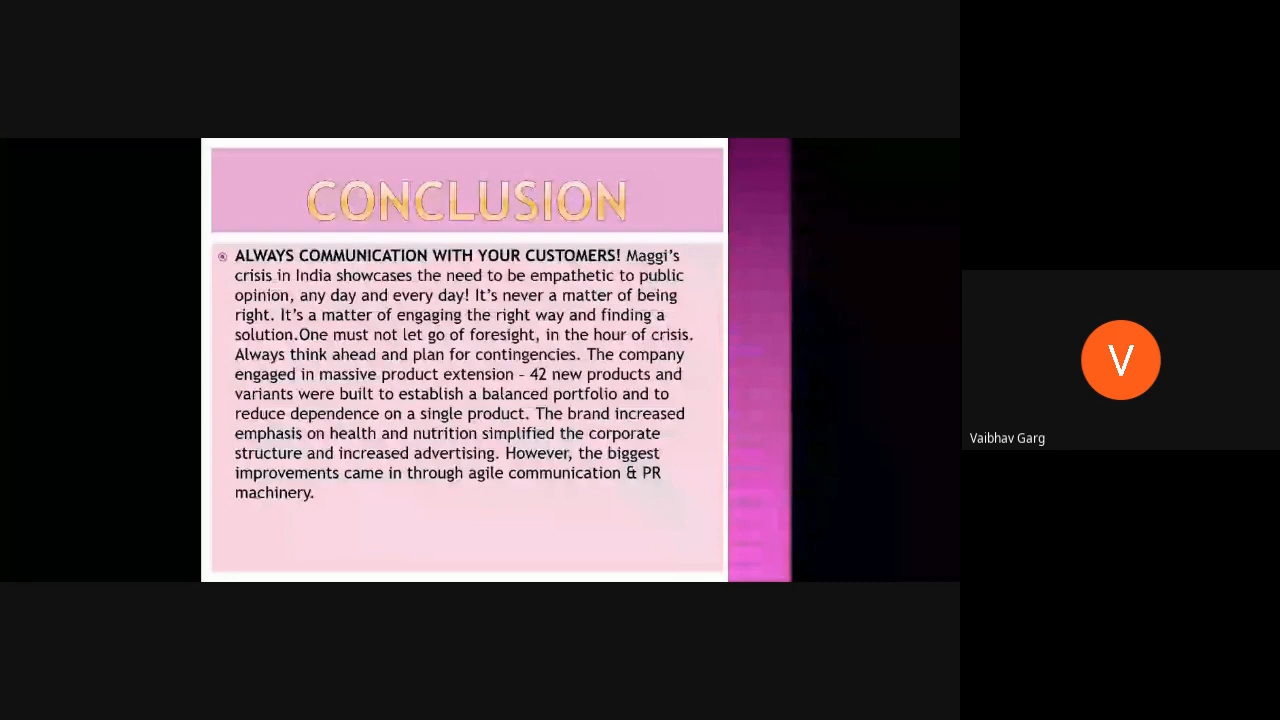 CONCLUSION
ALWAYS COMMUNICATION WITH YOUR CUSTOMERS! Maggi's
crisis in India showcases the need to be empathetic to public
opinion, any day and every day! It's never a matter of being
right. It's a matter of engaging the right way and finding a
solution.One must not let go of foresight, in the hour of crisis.
Always think ahead and plan for contingencies. The company
engaged in massive product extension – 42 new products and
variants were built to establish a balanced portfolio and to
reduce dependence on a single product. The brand increased
emphasis on health and nutrition simplified the corporate
structure and increased advertising. However, the biggest
improvements came in through agile communication & PR
machinery.
V
Vaibhav Garg